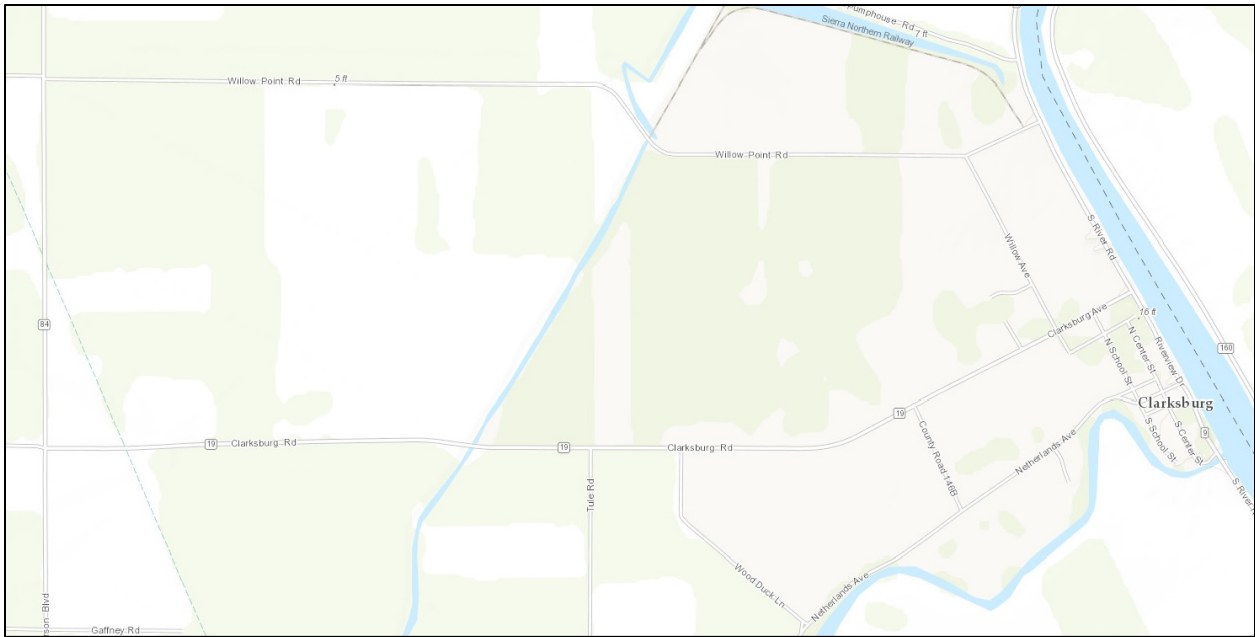 Pumphouse Rd 7 ft
Sierra Northern Railway
Willow Point Rd
5 ft
Willow Point Rd
S River Rd
Willow Ave
84
16 ft
Clarksburg Ave
160
N School St
N Center St
Riverview Dr
Clarksburg
19
9
19
Clarksburg Rd
19
Clarksburg Rd
County Road 146B
Netherlands Ave
S School St
S Center St
S River
Tule Rd
Wood Duck Ln
Netherlands Ave
rson Blvd
Gaffney Rd